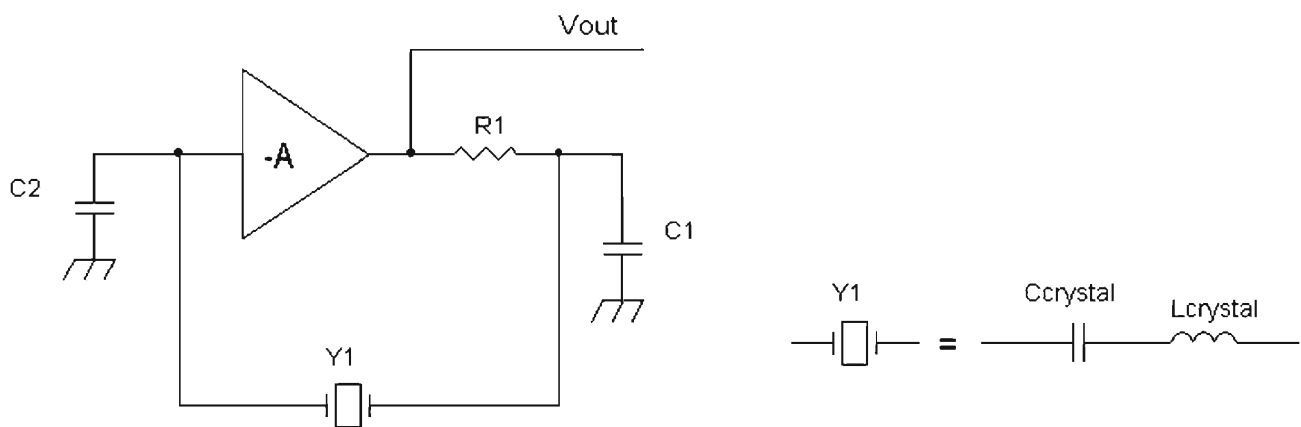 Vout
R1
-A
C2
C1
Y1
Y1
Ccrystal
Lcrystal
=